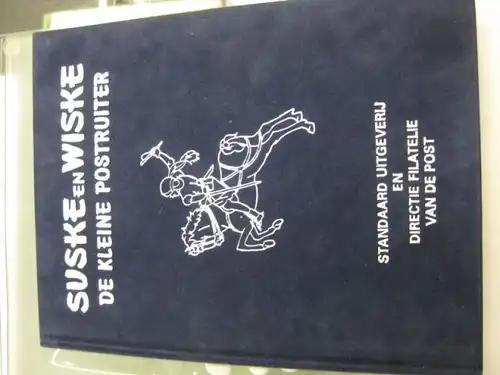 SUSKE EN WISKE
DE KLEINE POSTRUITER
STANDAARD UITGEVERIJ
EN
DIRECTIE FILATELIE
VAN DE POST